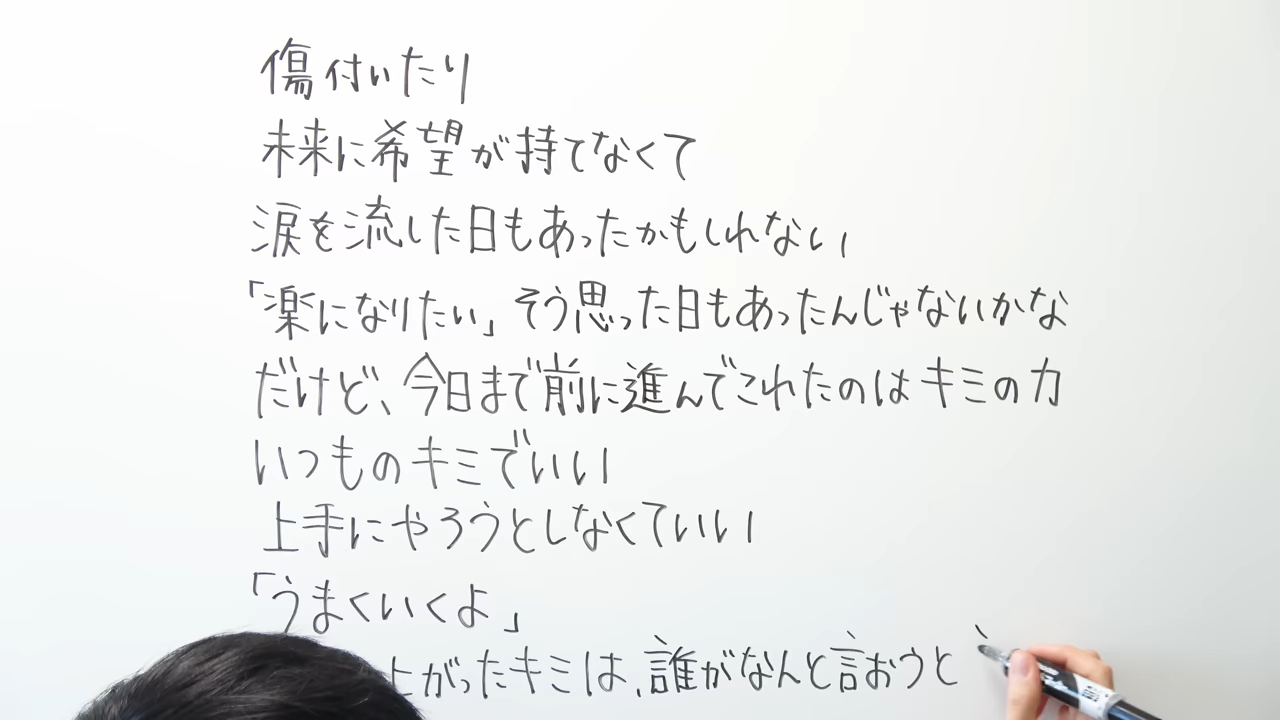 傷付いたり
未来に希望が持てなくて
涙を流した日もあったかもしれない
「楽になりたい」そう思った日もあったんじゃないかな
だけど、今日まで前に進んでこれたのはキミの力
いつものキミでいい
上手にやろうとしなくていい
「うまくいくよ」
上がったキミは、誰がなんと言おうと